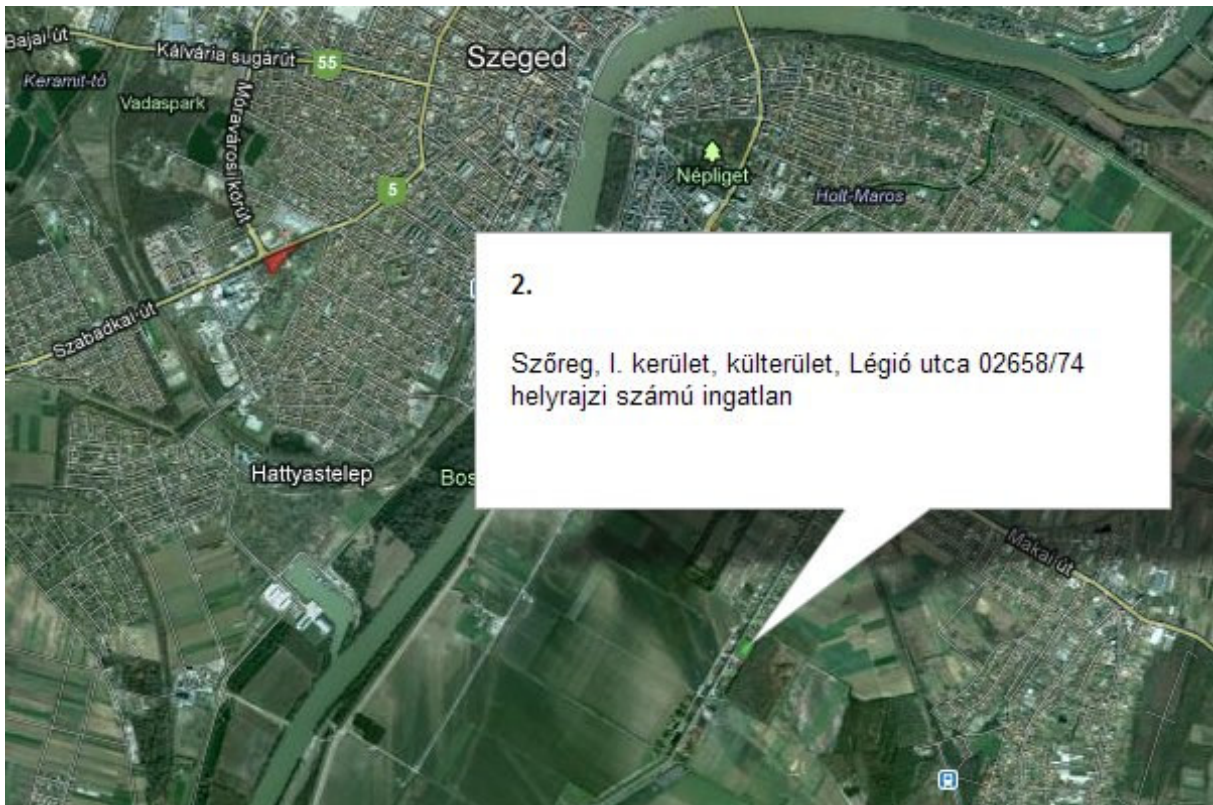 Bajai út
Kálvária sugárút
55
Szeged
Keramit-tó
Vadaspark
Móravárosi körút
5
Népliget
Holt-Maros
Szabadkai út
2.
Szőreg, I. kerület, külterület, Légió utca 02658/74
helyrajzi számú ingatlan
Hattyastelep
Bos
Makai út